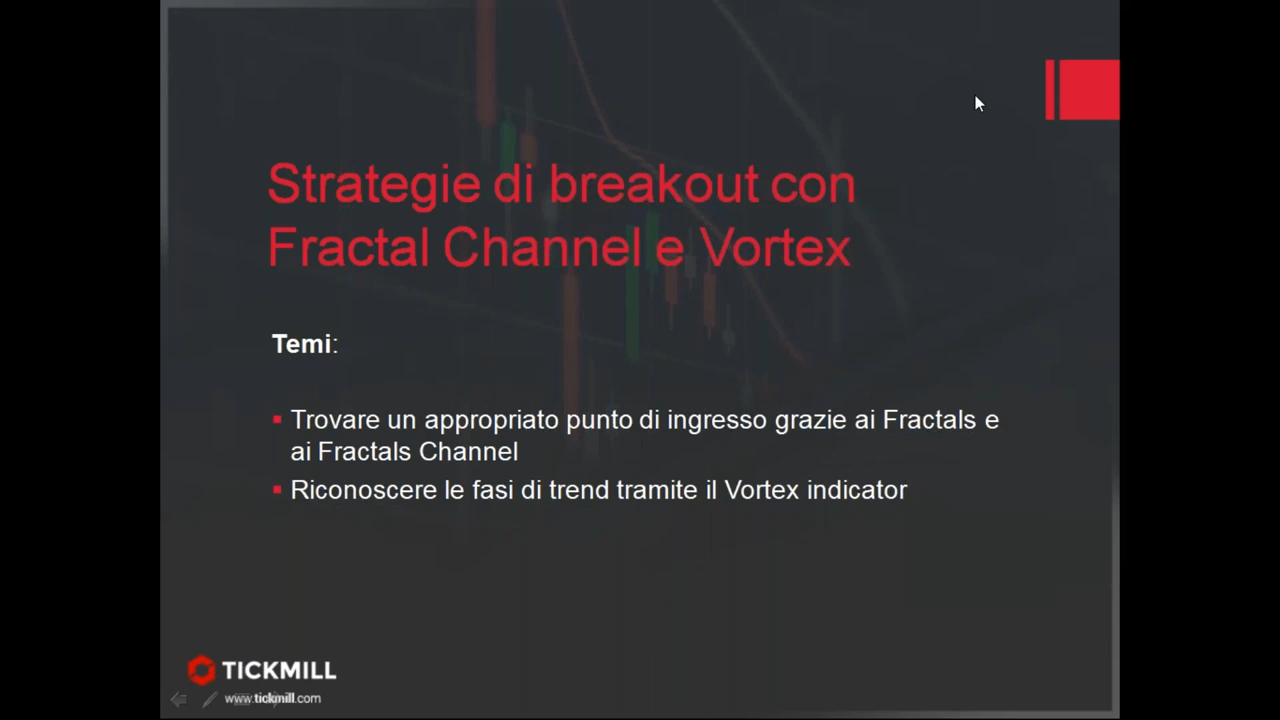 Strategie di breakout con
Fractal Channel e Vortex
Temi:
▪ Trovare un appropriato punto di ingresso grazie ai Fractals e
ai Fractals Channel
▪ Riconoscere le fasi di trend tramite il Vortex indicator
TICKMILL
www.tickmill.com